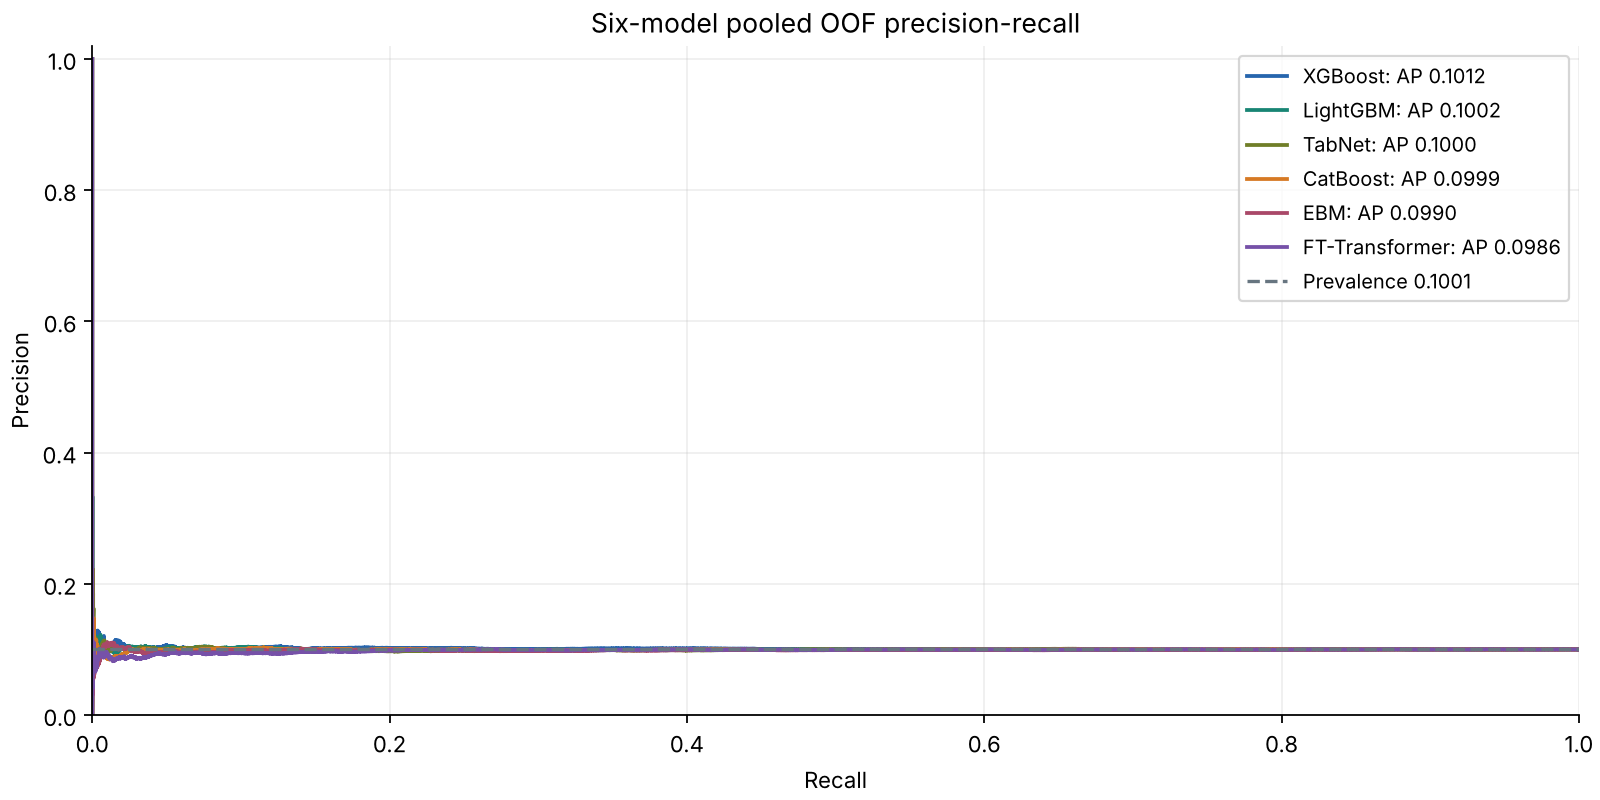 Six-model pooled OOF precision-recall
XGBoost: AP 0.1012
LightGBM: AP 0.1002
TabNet: AP 0.1000
CatBoost: AP 0.0999
EBM: AP 0.0990
FT-Transformer: AP 0.0986
Prevalence 0.1001
Precision
1.0
0.8
0.6
0.4
0.2
0.0
0.0 0.2 0.4 0.6 0.8 1.0
Recall